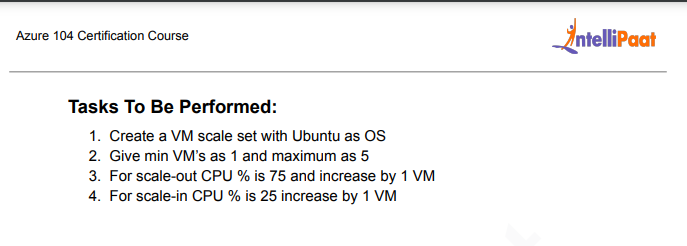 Azure 104 Certification Course
IntelliPaat
Tasks To Be Performed:
1. Create a VM scale set with Ubuntu as OS
2. Give min VM's as 1 and maximum as 5
3. For scale-out CPU % is 75 and increase by 1 VM
4. For scale-in CPU % is 25 increase by 1 VM